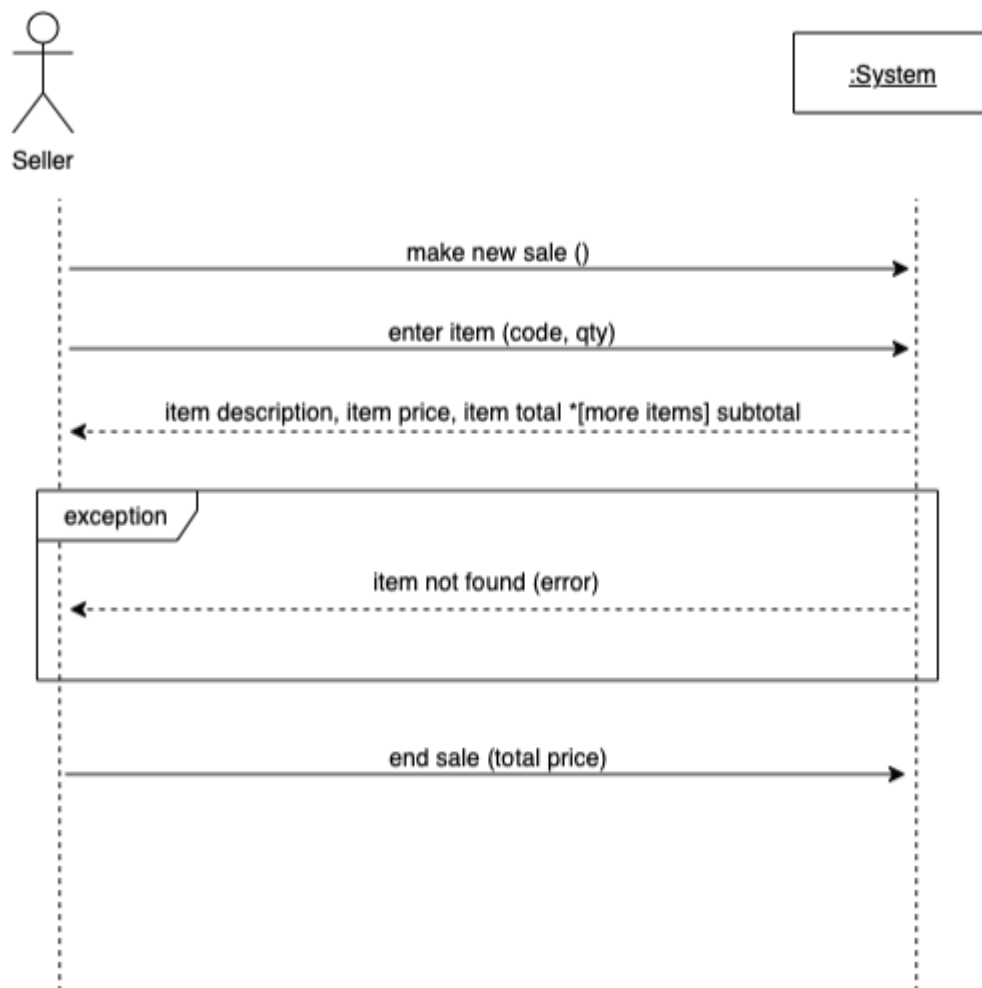 :System
Seller
make new sale ()
enter item (code, qty)
item description, item price, item total *[more items] subtotal
exception
item not found (error)
end sale (total price)